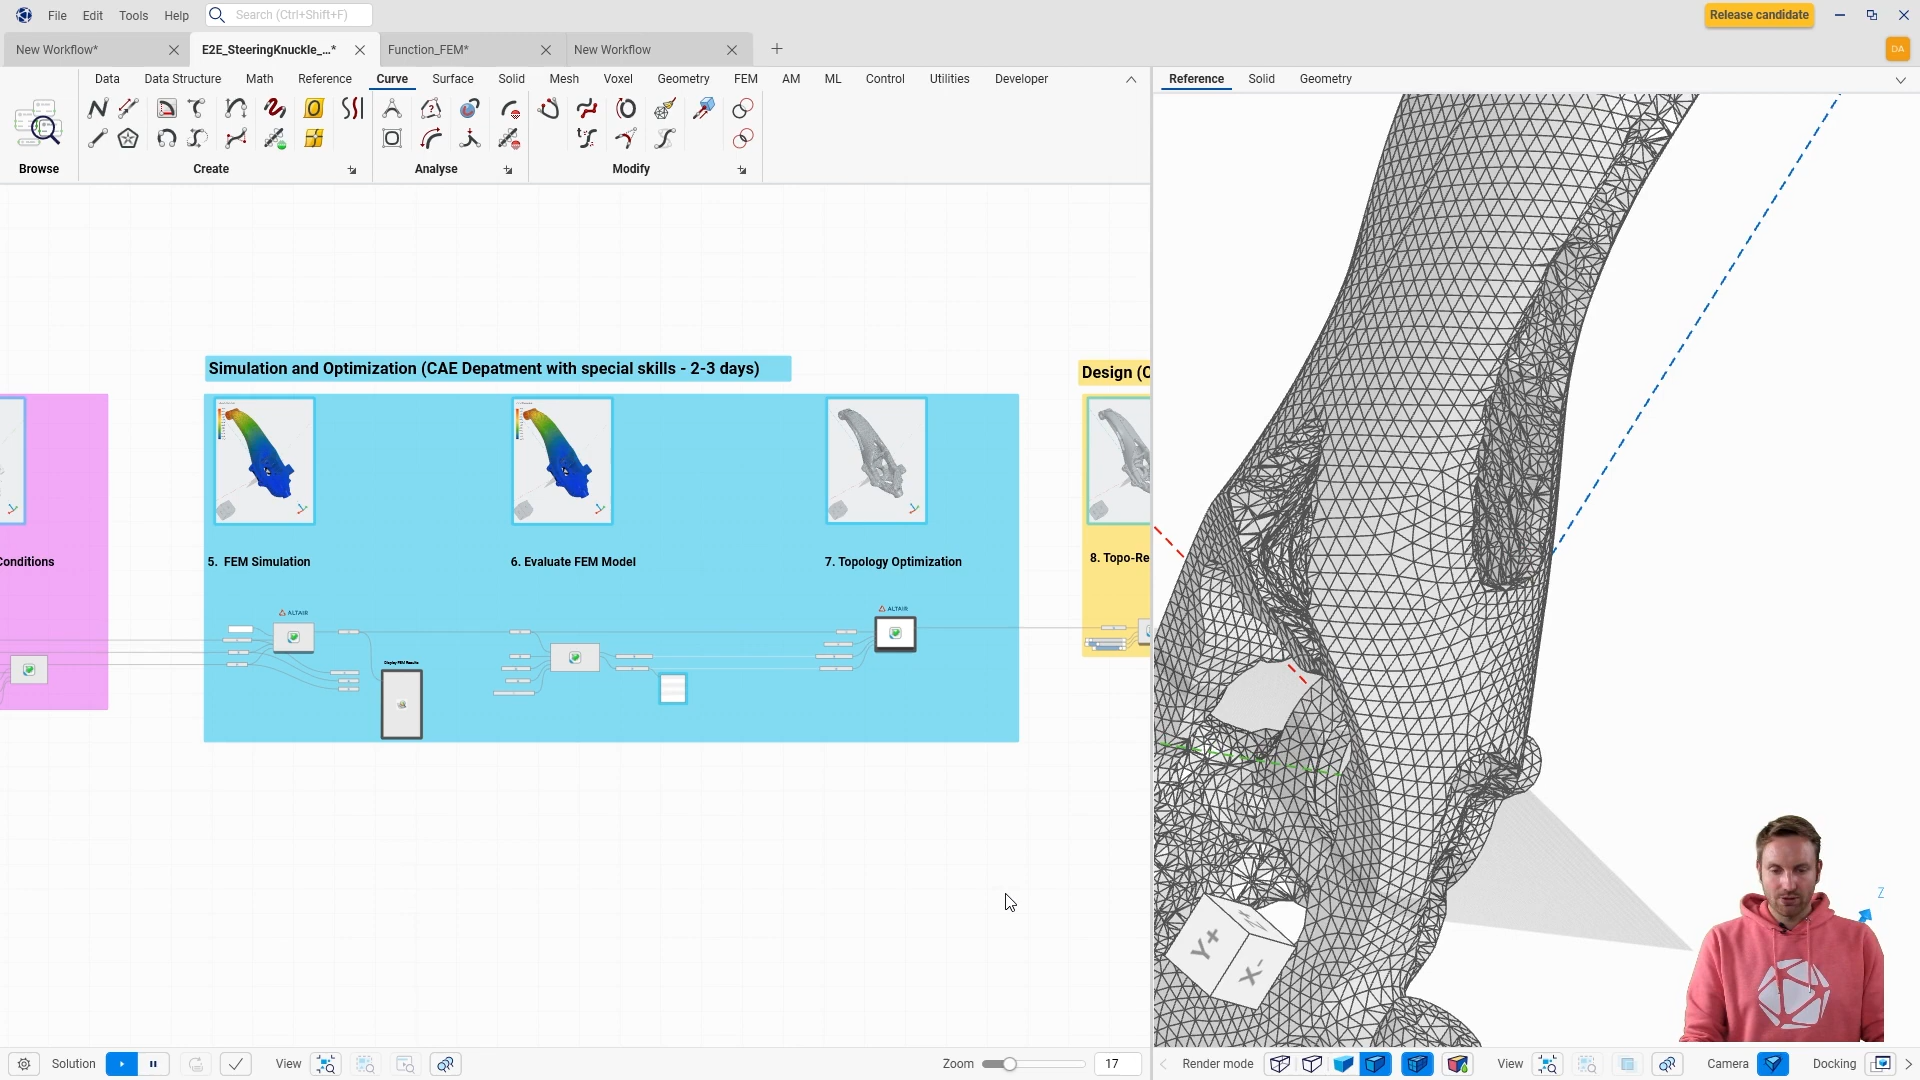 File Edit Tools Help Search (Ctrl+Shift+F) Release candidate
New Workflow* E2E_SteeringKnuckle_...* Function_FEM* New Workflow DA
Data Data Structure Math Reference Curve Surface Solid Mesh Voxel Geometry FEM AM ML Control Utilities Developer
Reference Solid Geometry
Browse Create Analyse Modify
Simulation and Optimization (CAE Depatment with special skills - 2-3 days)
Design (C
Conditions
5. FEM Simulation
6. Evaluate FEM Model
7. Topology Optimization
8. Topo-Re
ALTAIR
ALTAIR
Display FEM Results
Y+
X-
Z
Solution View Zoom 17
Render mode View Camera Docking